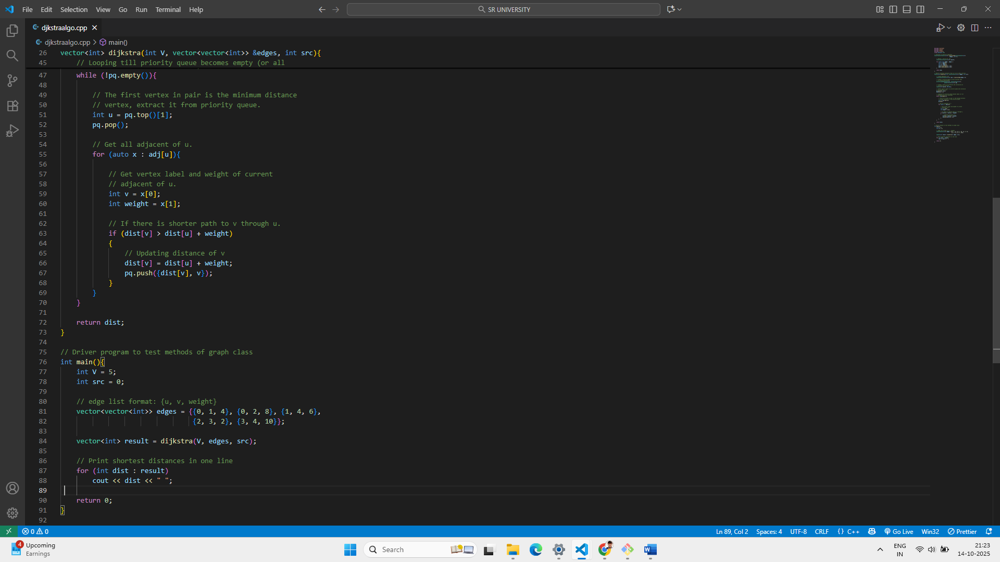 File Edit Selection View Go Run Terminal Help
SR UNIVERSITY
djkstraalgo.cpp
djkstraalgo.cpp > main()
26 vector<int> dijkstra(int V, vector<vector<int>> &edges, int src){
45 // Looping till priority queue becomes empty (or all
47 while (!pq.empty()){
48
49 // The first vertex in pair is the minimum distance
50 // vertex, extract it from priority queue.
51 int u = pq.top()[1];
52 pq.pop();
53
54 // Get all adjacent of u.
55 for (auto x : adj[u]){
56
57 // Get vertex label and weight of current
58 // adjacent of u.
59 int v = x[0];
60 int weight = x[1];
61
62 // If there is shorter path to v through u.
63 if (dist[v] > dist[u] + weight)
64 {
65 // Updating distance of v
66 dist[v] = dist[u] + weight;
67 pq.push({dist[v], v});
68 }
69 }
70 }
71
72 return dist;
73 }
74
75 // Driver program to test methods of graph class
76 int main(){
77 int V = 5;
78 int src = 0;
79
80 // edge list format: {u, v, weight}
81 vector<vector<int>> edges = {{0, 1, 4}, {0, 2, 8}, {1, 4, 6},
82 {2, 3, 2}, {3, 4, 10}};
83
84 vector<int> result = dijkstra(V, edges, src);
85
86 // Print shortest distances in one line
87 for (int dist : result)
88 cout << dist << " ";
89
90 return 0;
91 }
92
0 0 Ln 89, Col 2 Spaces: 4 UTF-8 CRLF {} C++ Go Live Win32 Prettier
4
Upcoming
Earnings
Search
ENG
IN
21:23
14-10-2025